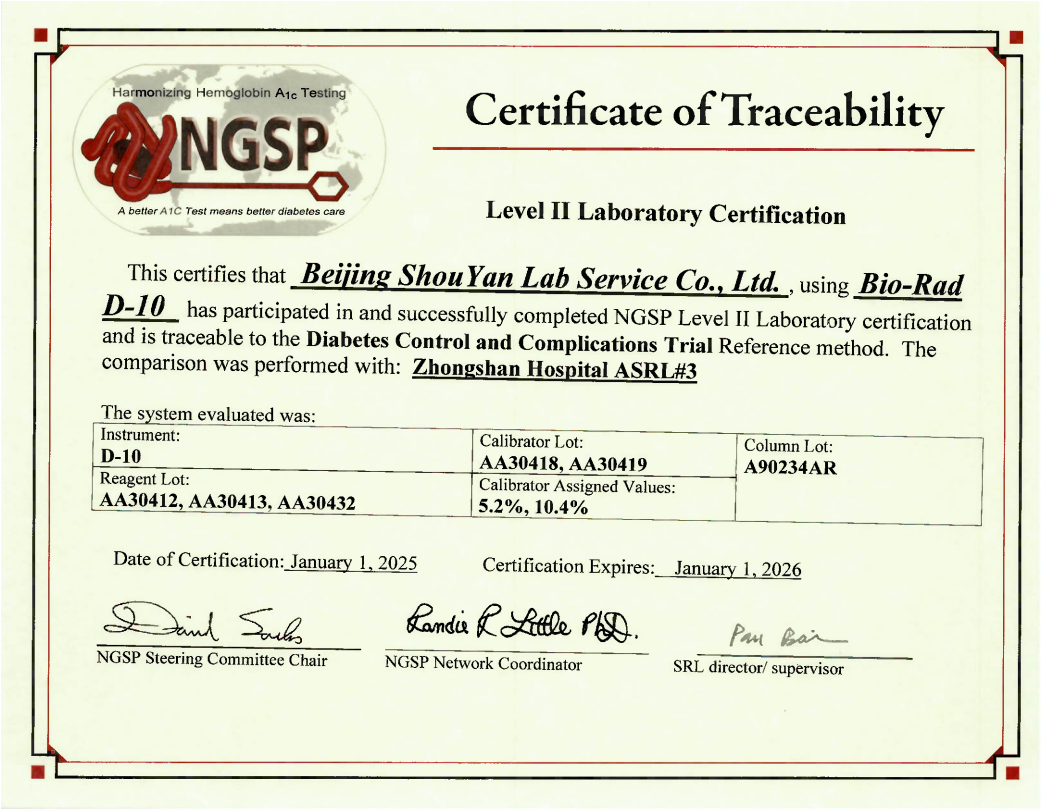 Harmonizing Hemoglobin A1c Testing
NGSP
A better A1C Test means better diabetes care
Certificate of Traceability
Level II Laboratory Certification
This certifies that Beijing ShouYan Lab Service Co., Ltd. , using Bio-Rad
D-10 has participated in and successfully completed NGSP Level II Laboratory certification
and is traceable to the Diabetes Control and Complications Trial Reference method. The
comparison was performed with: Zhongshan Hospital ASRL#3
The system evaluated was:
Instrument:
D-10
Calibrator Lot:
AA30418, AA30419
Column Lot:
A90234AR
Reagent Lot:
AA30412, AA30413, AA30432
Calibrator Assigned Values:
5.2%, 10.4%
Date of Certification: January 1, 2025
Certification Expires: January 1, 2026
David Sacks
Randie R Little PhD.
NGSP Steering Committee Chair
NGSP Network Coordinator
SRL director/ supervisor